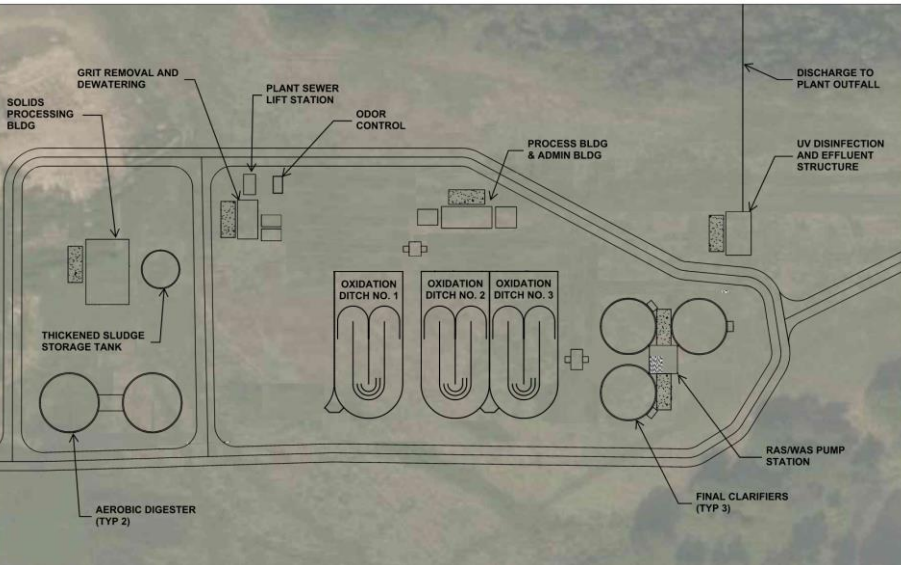 GRIT REMOVAL AND
DEWATERING
SOLIDS
PROCESSING
BLDG
PLANT SEWER
LIFT STATION
ODOR
CONTROL
PROCESS BLDG
& ADMIN BLDG
DISCHARGE TO
PLANT OUTFALL
UV DISINFECTION
AND EFFLUENT
STRUCTURE
OXIDATION
DITCH NO. 1
OXIDATION
DITCH NO. 2
OXIDATION
DITCH NO. 3
THICKENED SLUDGE
STORAGE TANK
RAS/WAS PUMP
STATION
FINAL CLARIFIERS
(TYP 3)
AEROBIC DIGESTER
(TYP 2)